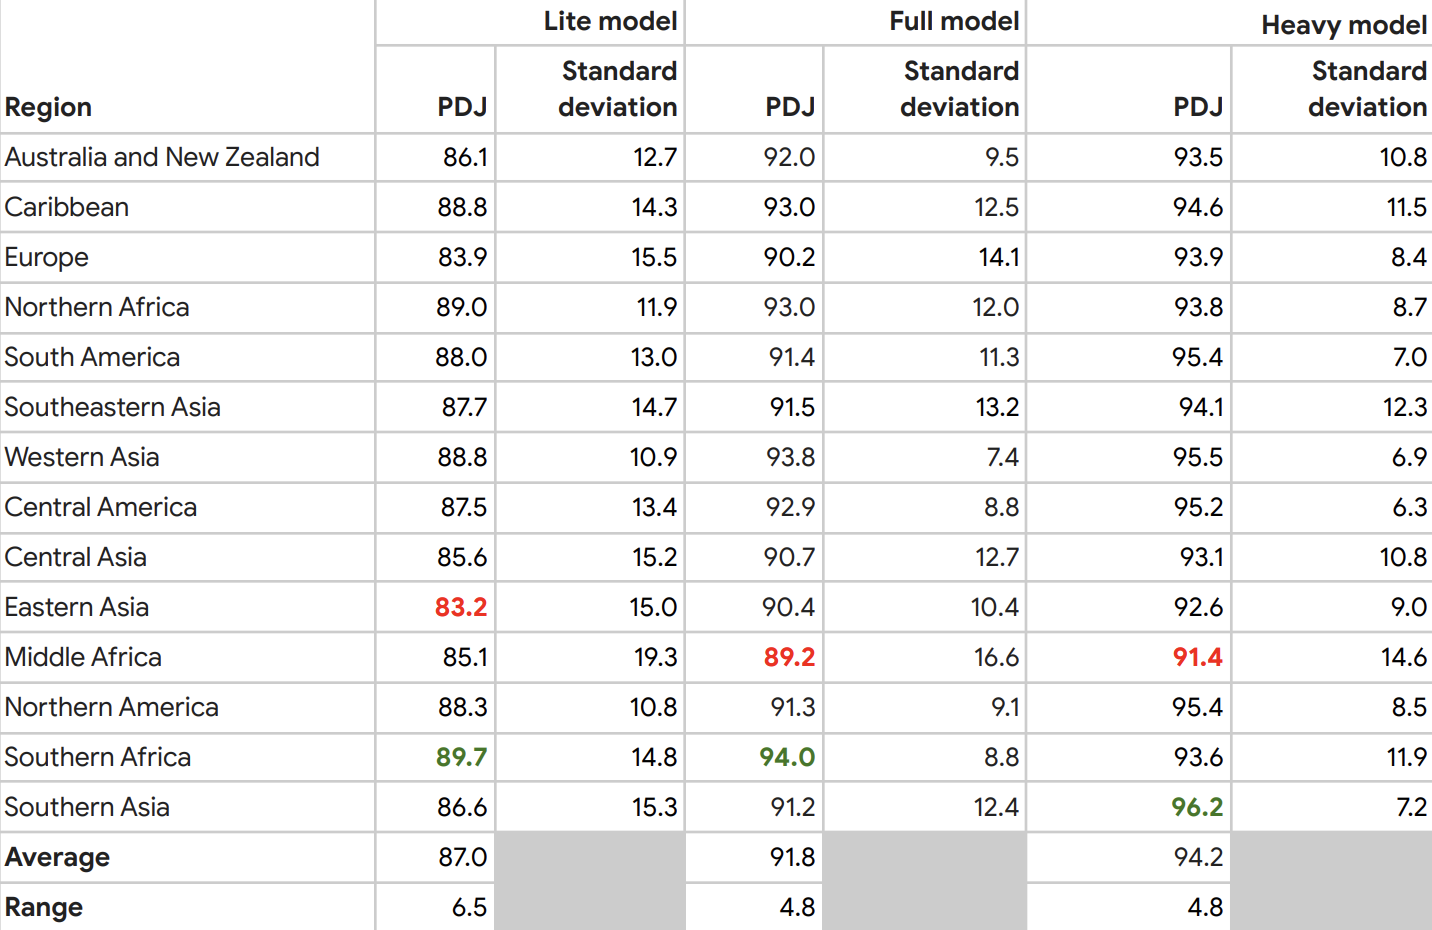 Lite model Full model Heavy model
Region PDJ Standard deviation PDJ Standard deviation PDJ Standard deviation
Australia and New Zealand 86.1 12.7 92.0 9.5 93.5 10.8
Caribbean 88.8 14.3 93.0 12.5 94.6 11.5
Europe 83.9 15.5 90.2 14.1 93.9 8.4
Northern Africa 89.0 11.9 93.0 12.0 93.8 8.7
South America 88.0 13.0 91.4 11.3 95.4 7.0
Southeastern Asia 87.7 14.7 91.5 13.2 94.1 12.3
Western Asia 88.8 10.9 93.8 7.4 95.5 6.9
Central America 87.5 13.4 92.9 8.8 95.2 6.3
Central Asia 85.6 15.2 90.7 12.7 93.1 10.8
Eastern Asia 83.2 15.0 90.4 10.4 92.6 9.0
Middle Africa 85.1 19.3 89.2 16.6 91.4 14.6
Northern America 88.3 10.8 91.3 9.1 95.4 8.5
Southern Africa 89.7 14.8 94.0 8.8 93.6 11.9
Southern Asia 86.6 15.3 91.2 12.4 96.2 7.2
Average 87.0 91.8 94.2
Range 6.5 4.8 4.8